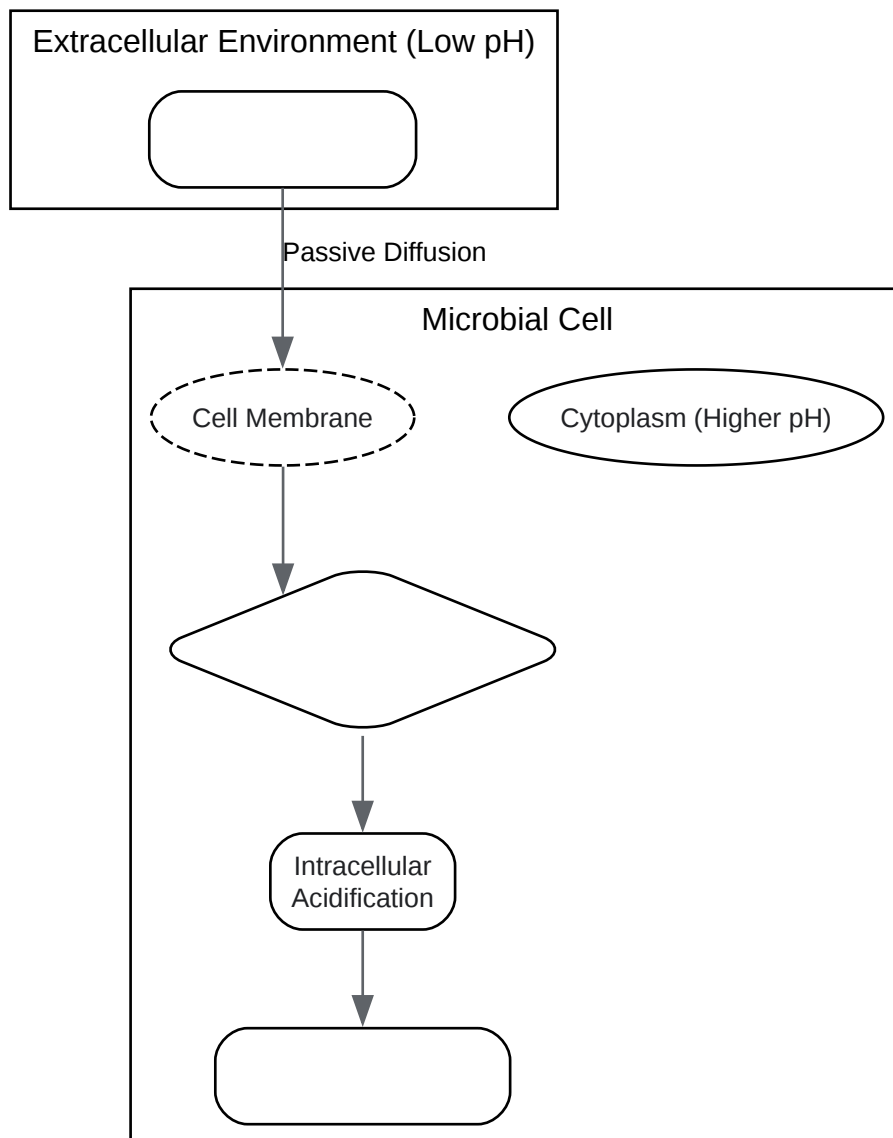 Extracellular Environment (Low pH)
Passive Diffusion
Microbial Cell
Cell Membrane
Cytoplasm (Higher pH)
Intracellular
Acidification